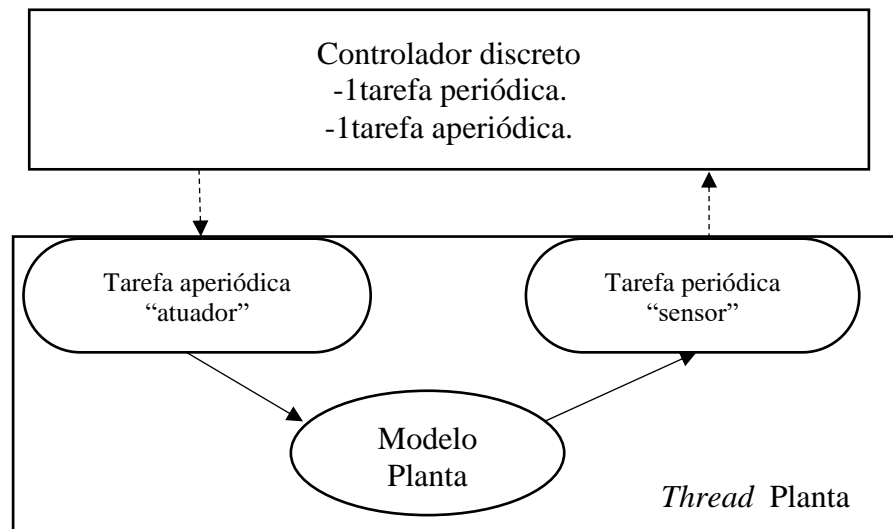 Controlador discreto
-1tarefa periódica.
-1tarefa aperiódica.
Tarefa aperiódica
“atuador”
Tarefa periódica
“sensor”
Modelo
Planta
Thread Planta